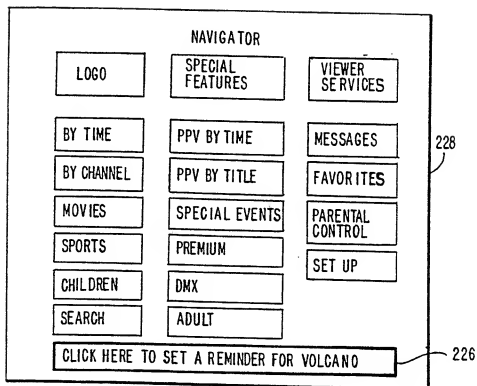 NAVIGATOR
LOGO
SPECIAL
FEATURES
VIEWER
SERVICES
BY TIME
PPV BY TIME
MESSAGES
BY CHANNEL
PPV BY TITLE
FAVORITES
MOVIES
SPECIAL EVENTS
PARENTAL
CONTROL
SPORTS
PREMIUM
SET UP
CHILDREN
DMX
SEARCH
ADULT
CLICK HERE TO SET A REMINDER FOR VOLCANO
228
226